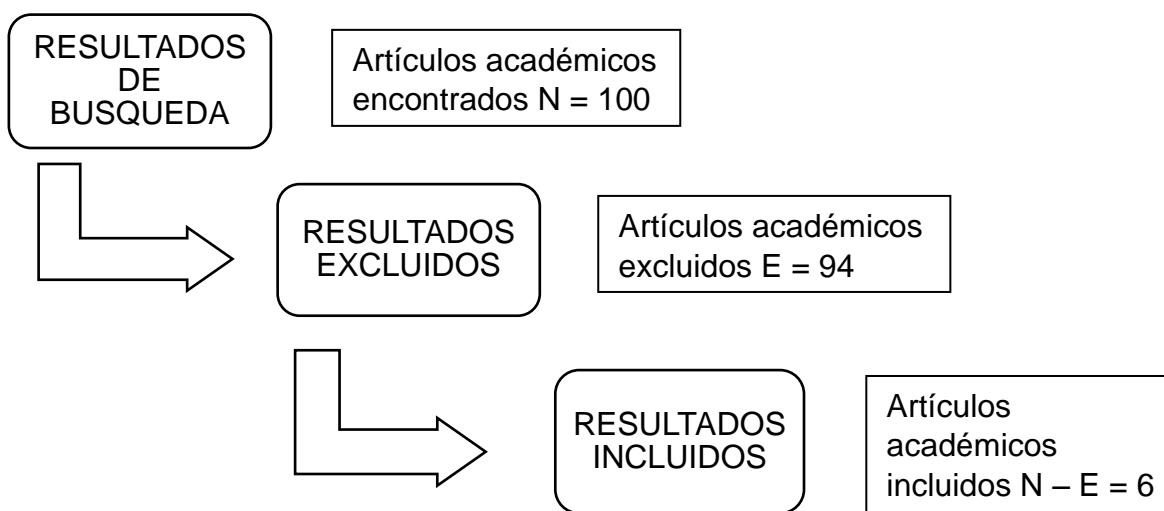 RESULTADOS
DE
BUSQUEDA
Artículos académicos
encontrados N = 100
RESULTADOS
EXCLUIDOS
Artículos académicos
excluidos E = 94
RESULTADOS
INCLUIDOS
Artículos
académicos
incluidos N – E = 6